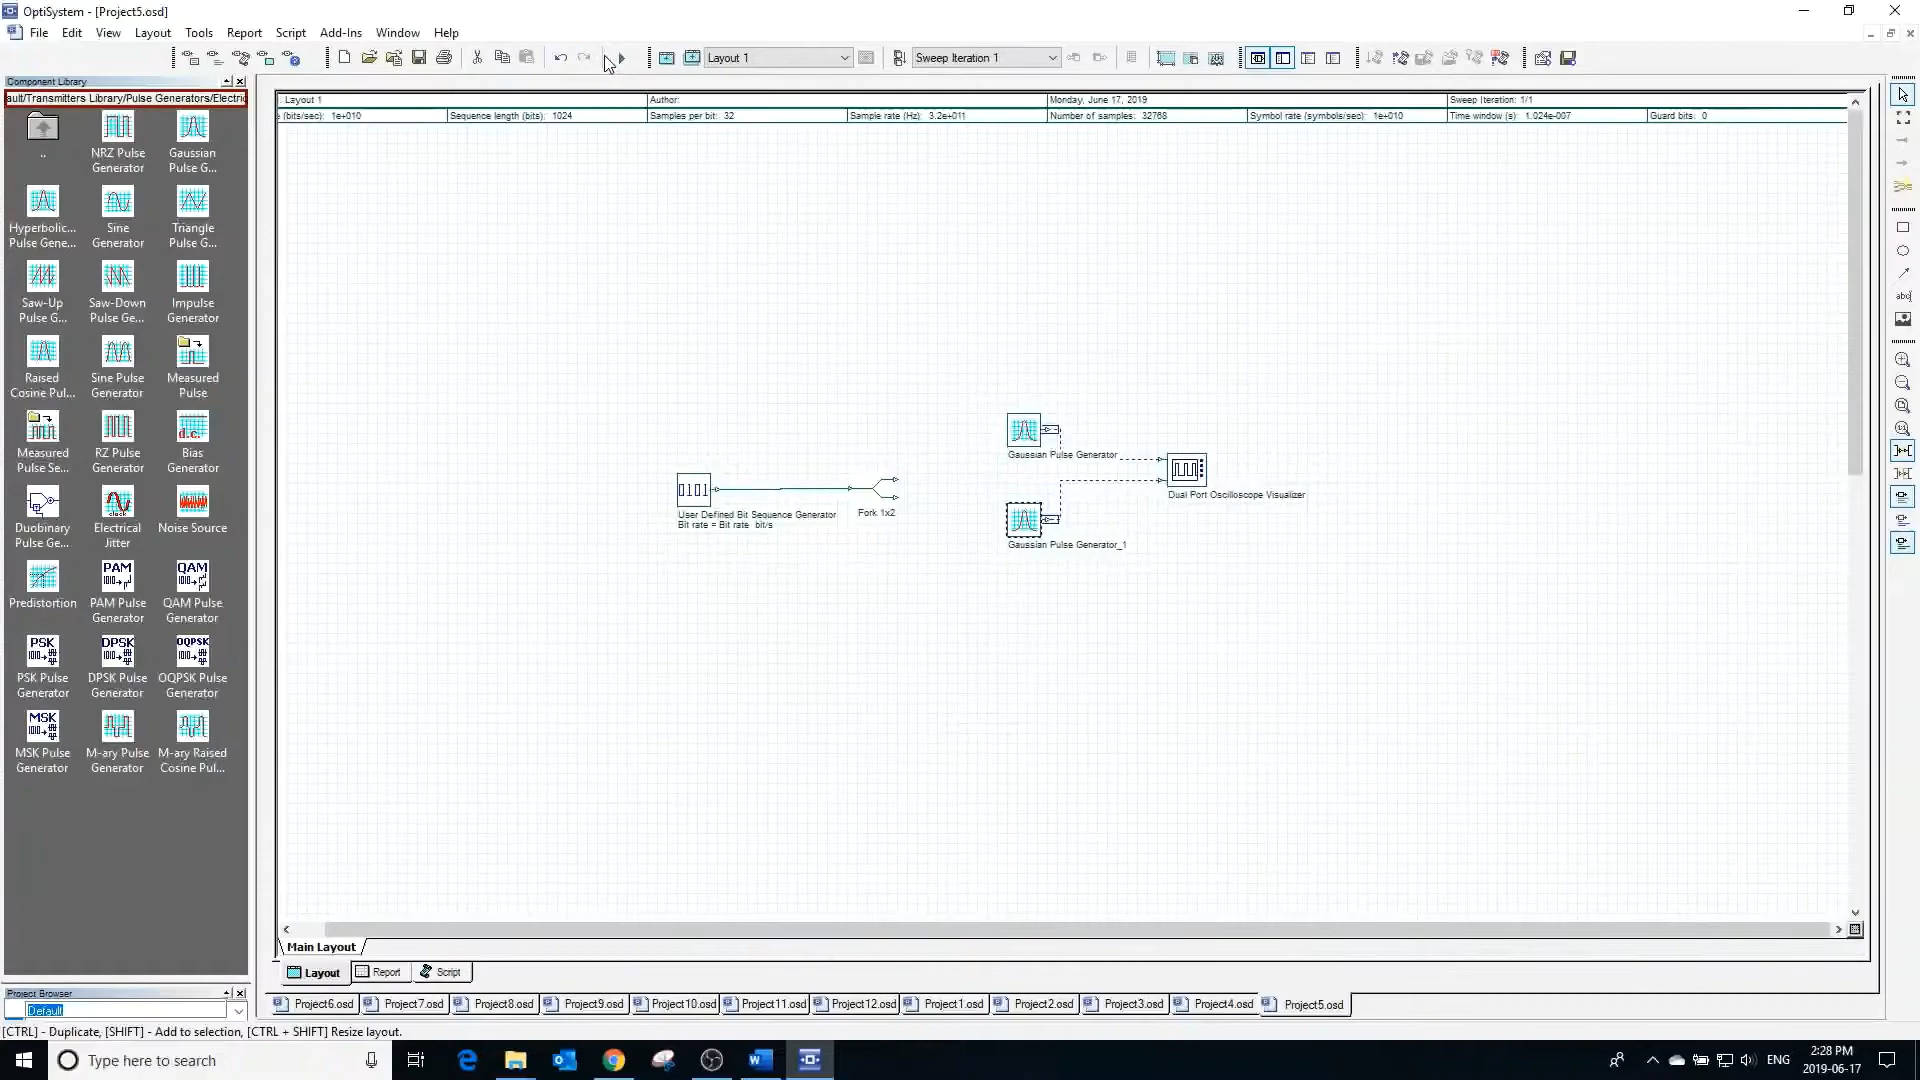 OptiSystem - [Project5.osd]
File Edit View Layout Tools Report Script Add-Ins Window Help
Layout 1
Sweep Iteration 1
Component Library
ault/Transmitters Library/Pulse Generators/Electric
..
NRZ Pulse Generator
Gaussian Pulse G...
Hyperbolic... Pulse Gene...
Sine Generator
Triangle Pulse G...
Saw-Up Pulse G...
Saw-Down Pulse Ge...
Impulse Generator
Raised Cosine Pul...
Sine Pulse Generator
Measured Pulse
Measured Pulse Se...
RZ Pulse Generator
d.c.
Bias Generator
Duobinary Pulse Ge...
clock
Electrical Jitter
Noise Source
Predistortion
PAM
PAM Pulse Generator
QAM
QAM Pulse Generator
PSK
PSK Pulse Generator
DPSK
DPSK Pulse Generator
OQPSK
OQPSK Pulse Generator
MSK
MSK Pulse Generator
M-ary Pulse Generator
M-ary Raised Cosine Pul...
Layout 1 Author: Monday, June 17, 2019 Sweep Iteration: 1/1
(bits/sec): 1e+010 Sequence length (bits): 1024 Samples per bit: 32 Sample rate (Hz): 3.2e+011 Number of samples: 32768 Symbol rate (symbols/sec): 1e+010 Time window (s): 1.024e-007 Guard bits: 0
Gaussian Pulse Generator
0101
User Defined Bit Sequence Generator
Bit rate = Bit rate bit/s
Fork 1x2
Dual Port Oscilloscope Visualizer
Gaussian Pulse Generator_1
Main Layout
Layout Report Script
Project Browser
Default
Project6.osd Project7.osd Project8.osd Project9.osd Project10.osd Project11.osd Project12.osd Project1.osd Project2.osd Project3.osd Project4.osd Project5.osd
[CTRL] - Duplicate, [SHIFT] - Add to selection, [CTRL + SHIFT] Resize layout.
Type here to search
ENG
2:28 PM
2019-06-17